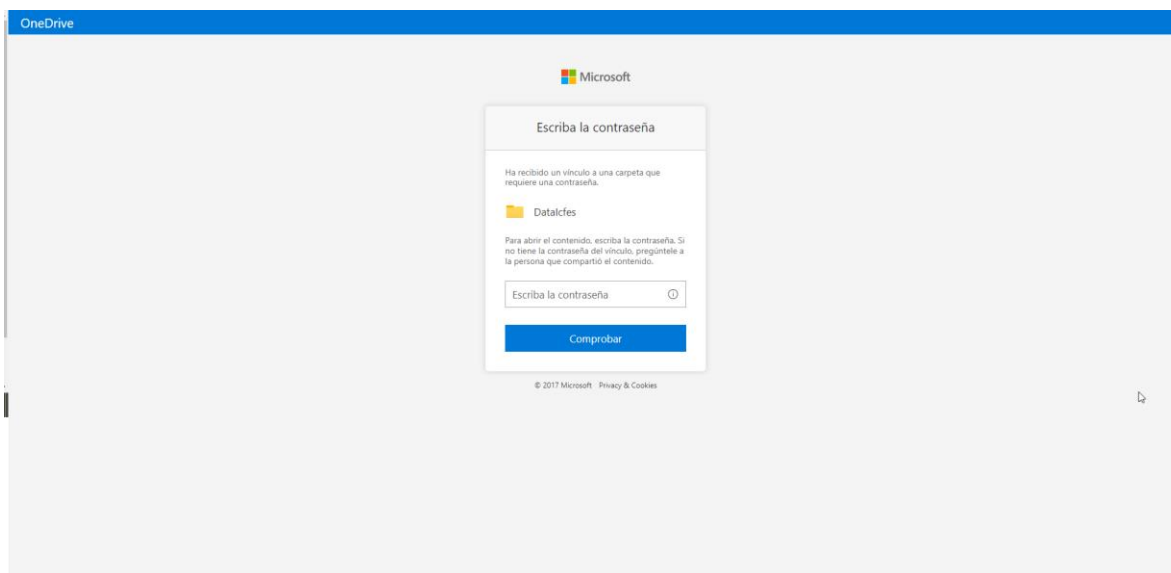 OneDrive
Microsoft
Escriba la contraseña
Ha recibido un vínculo a una carpeta que
requiere una contraseña.
DataIcfes
Para abrir el contenido, escriba la contraseña. Si
no tiene la contraseña del vínculo, pregúntele a
la persona que compartió el contenido.
Escriba la contraseña
Comprobar
© 2017 Microsoft Privacy & Cookies